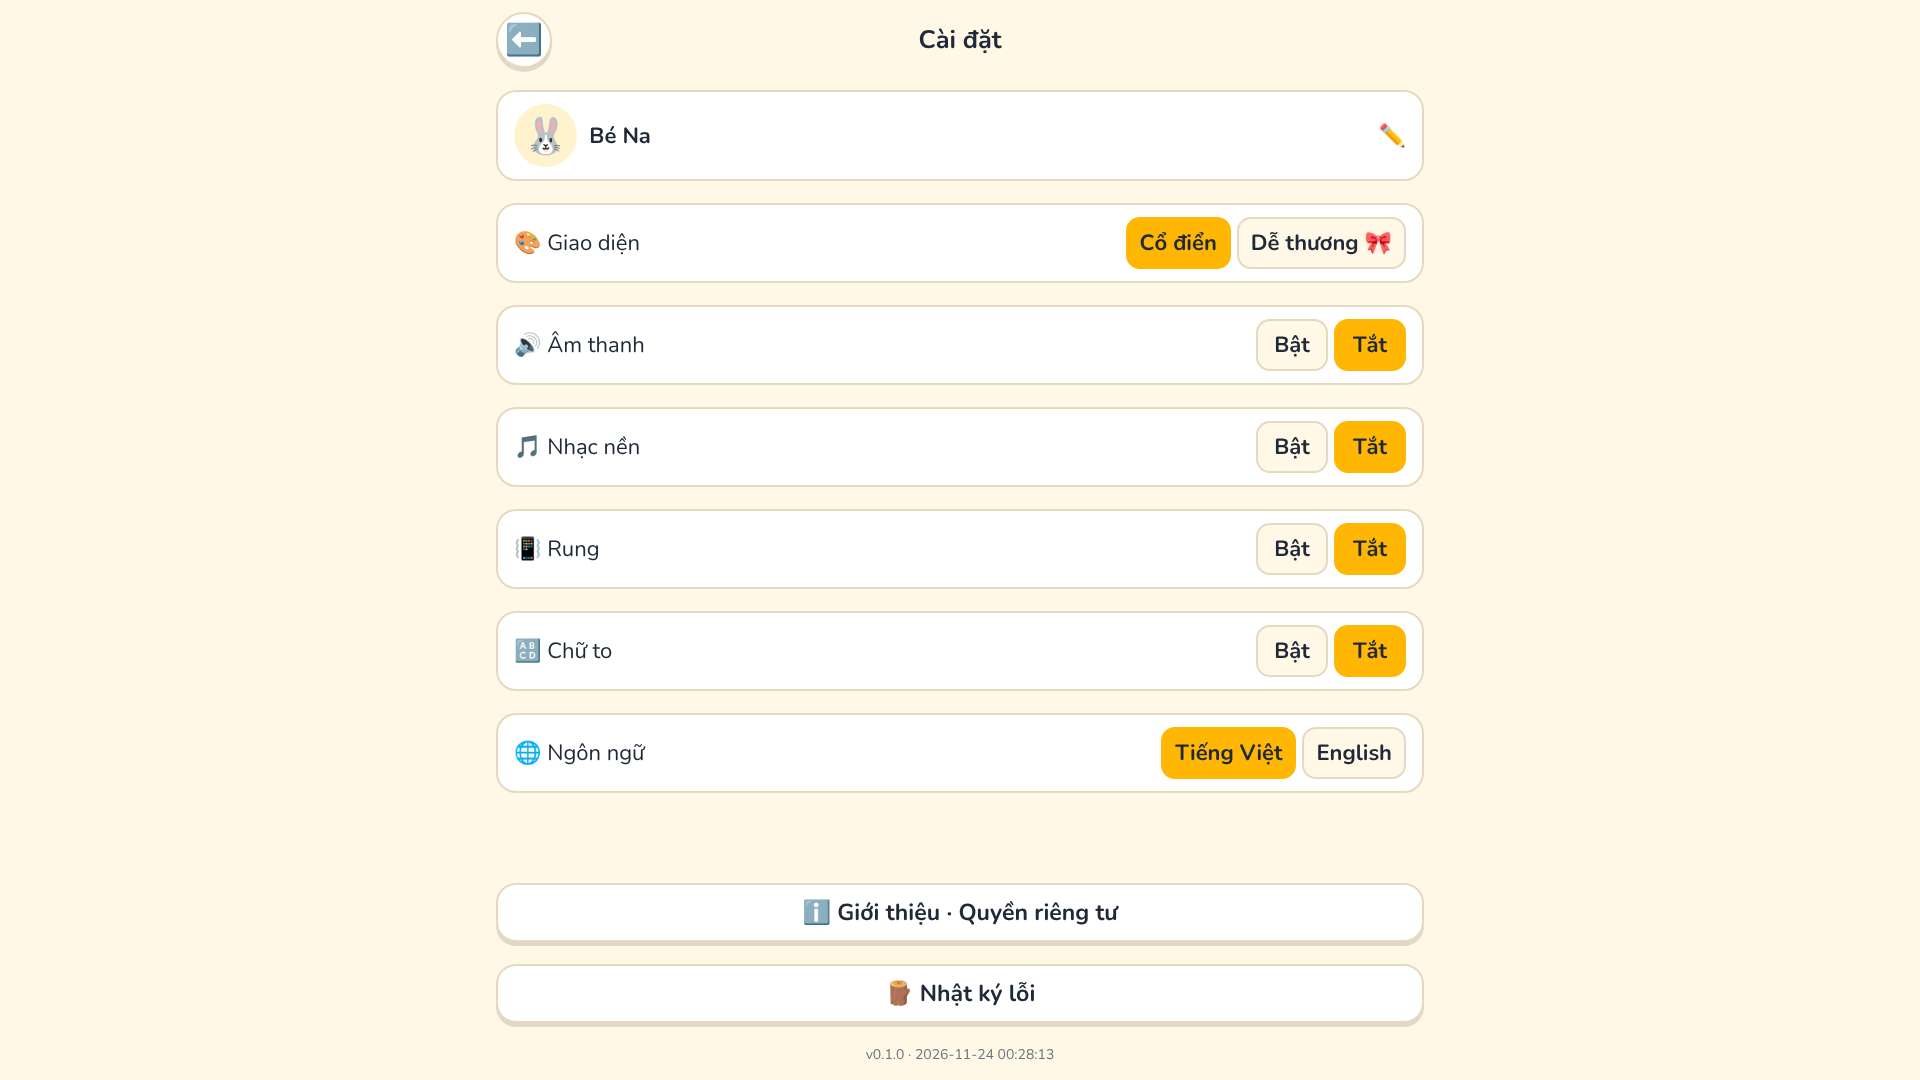 Cài đặt
Bé Na
Giao diện Cổ điển Dễ thương
Âm thanh Bật Tắt
Nhạc nền Bật Tắt
Rung Bật Tắt
Chữ to Bật Tắt
Ngôn ngữ Tiếng Việt English
Giới thiệu · Quyền riêng tư
Nhật ký lỗi
v0.1.0 · 2026-11-24 00:28:13